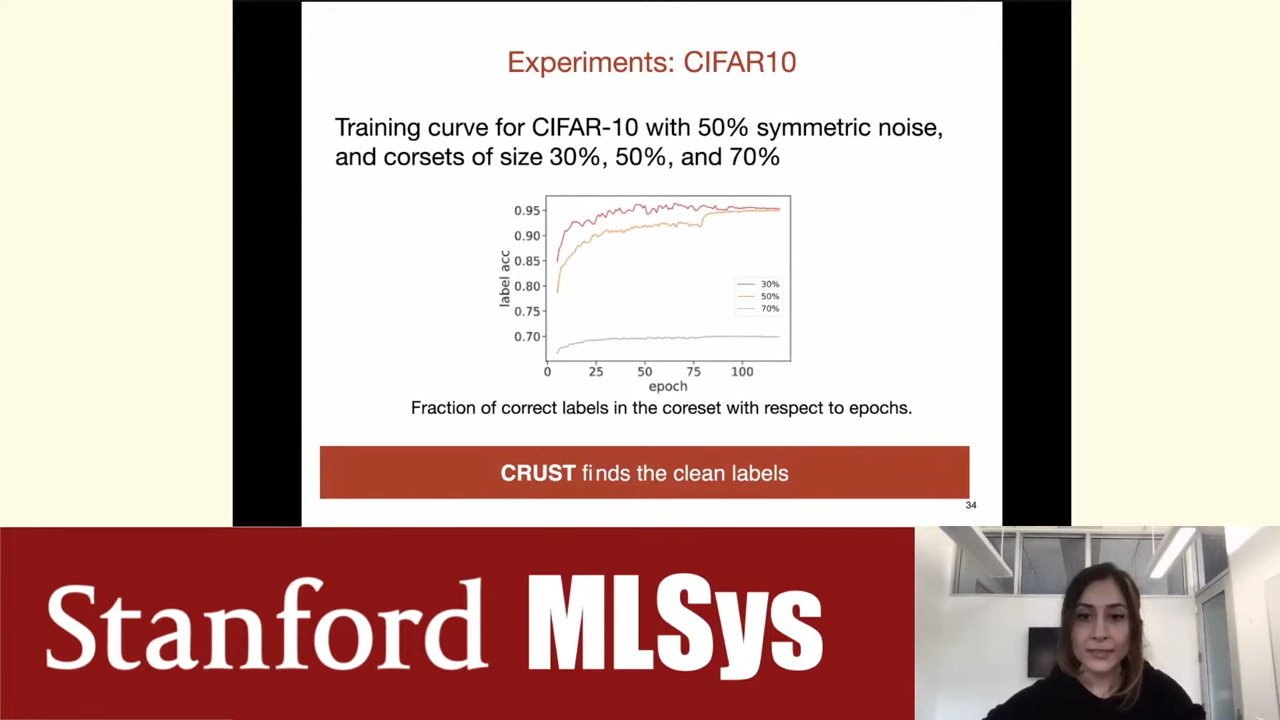 Experiments: CIFAR10
Training curve for CIFAR-10 with 50% symmetric noise,
and corsets of size 30%, 50%, and 70%
0.95
0.90
0.85
0.80
0.75
0.70
label acc
30%
50%
70%
0 25 50 75 100
epoch
Fraction of correct labels in the coreset with respect to epochs.
CRUST finds the clean labels
34
Stanford MLSys